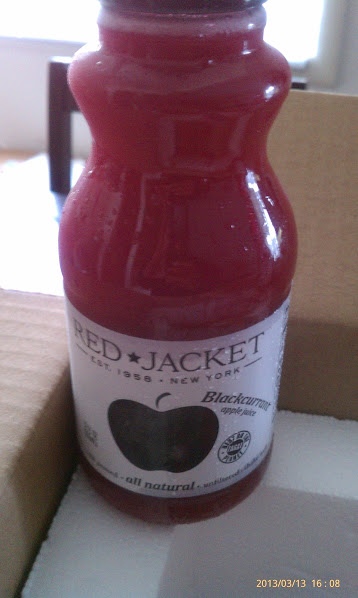 RED ★ JACKET
EST. 1958 • NEW YORK
Blackcurrant
apple juice
all natural
2013/03/13 16:08